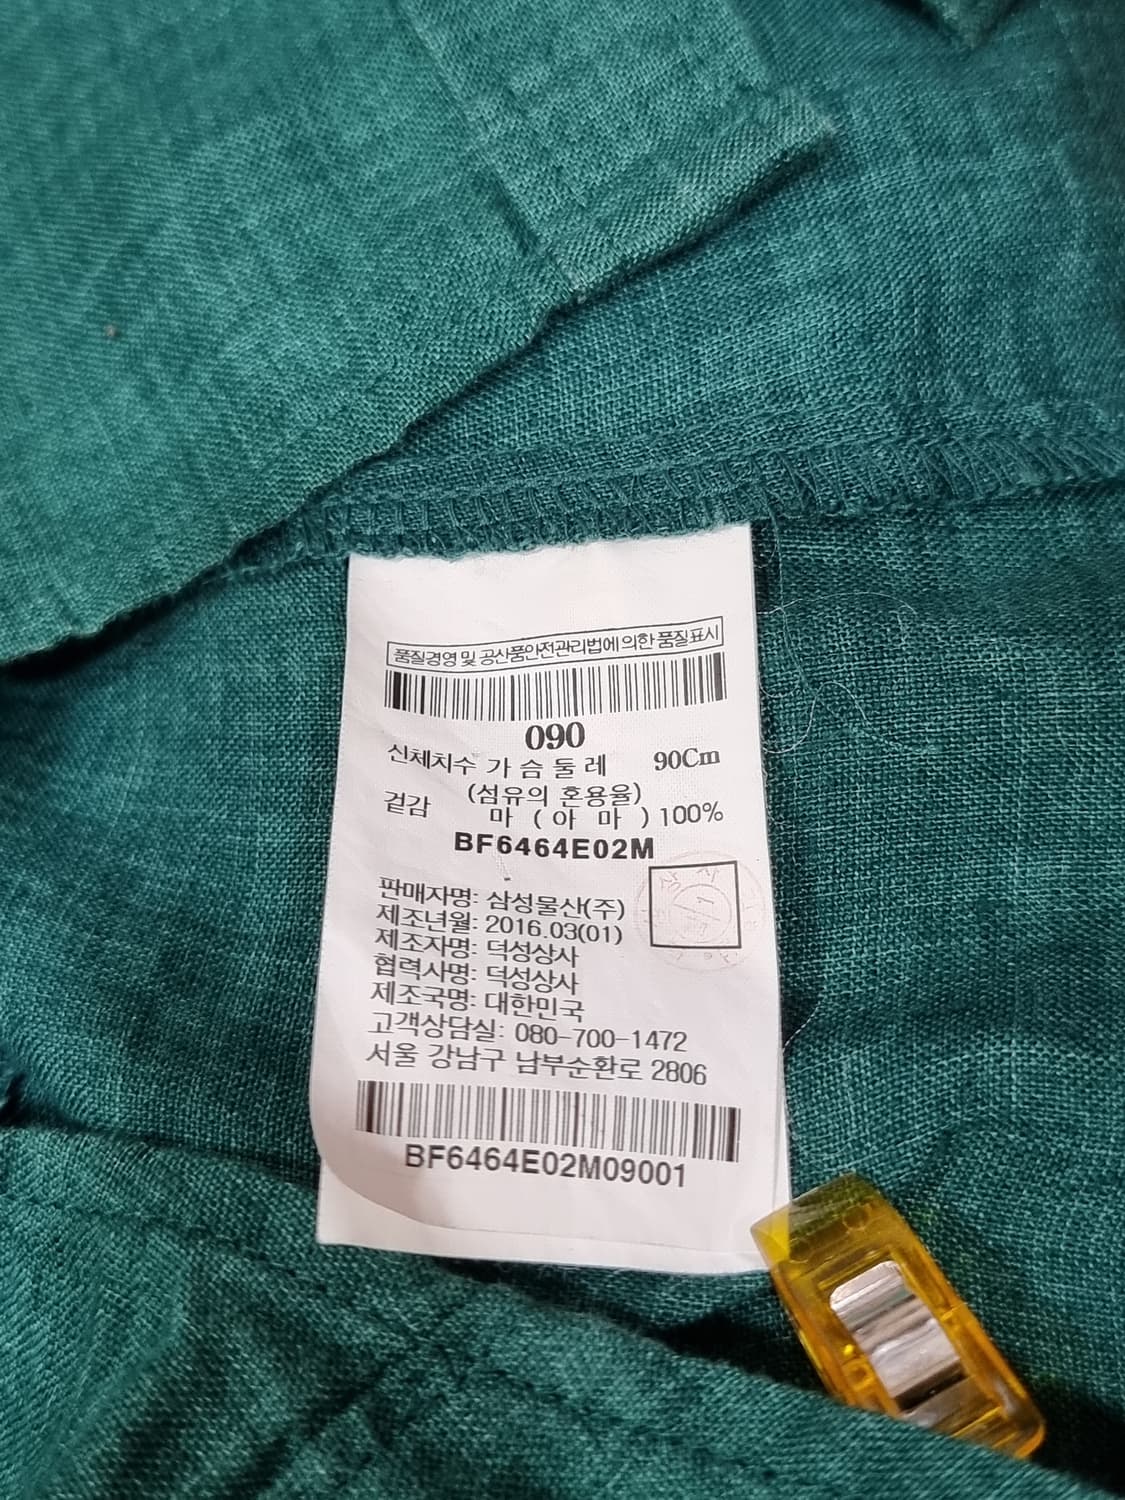 품질경영 및 공산품안전관리법에 의한 품질표시
090
신체치수 가 슴 둘 레 90Cm
(섬유의 혼용율)
겉감 마 ( 아 마 ) 100%
BF6464E02M
판매자명: 삼성물산(주)
제조년월: 2016.03(01)
제조자명: 덕성상사
협력사명: 덕성상사
제조국명: 대한민국
고객상담실: 080-700-1472
서울 강남구 남부순환로 2806
BF6464E02M09001